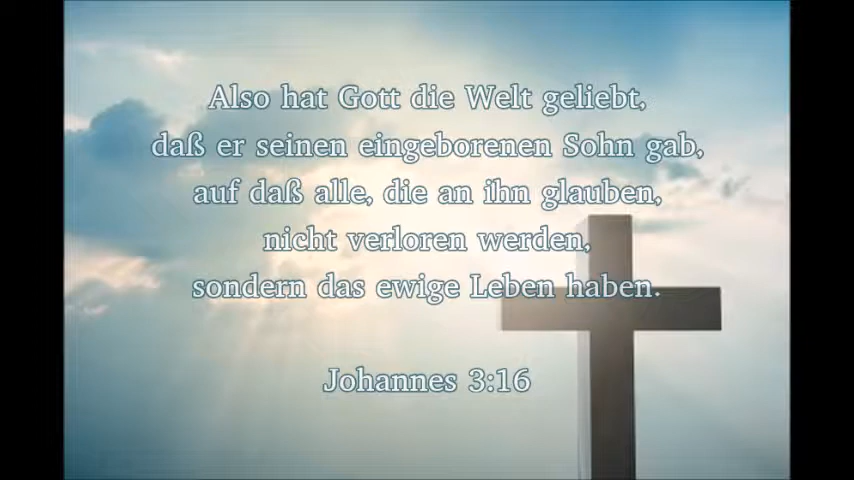 Also hat Gott die Welt geliebt,
daß er seinen eingeborenen Sohn gab,
auf daß alle, die an ihn glauben,
nicht verloren werden,
sondern das ewige Leben haben.
Johannes 3:16